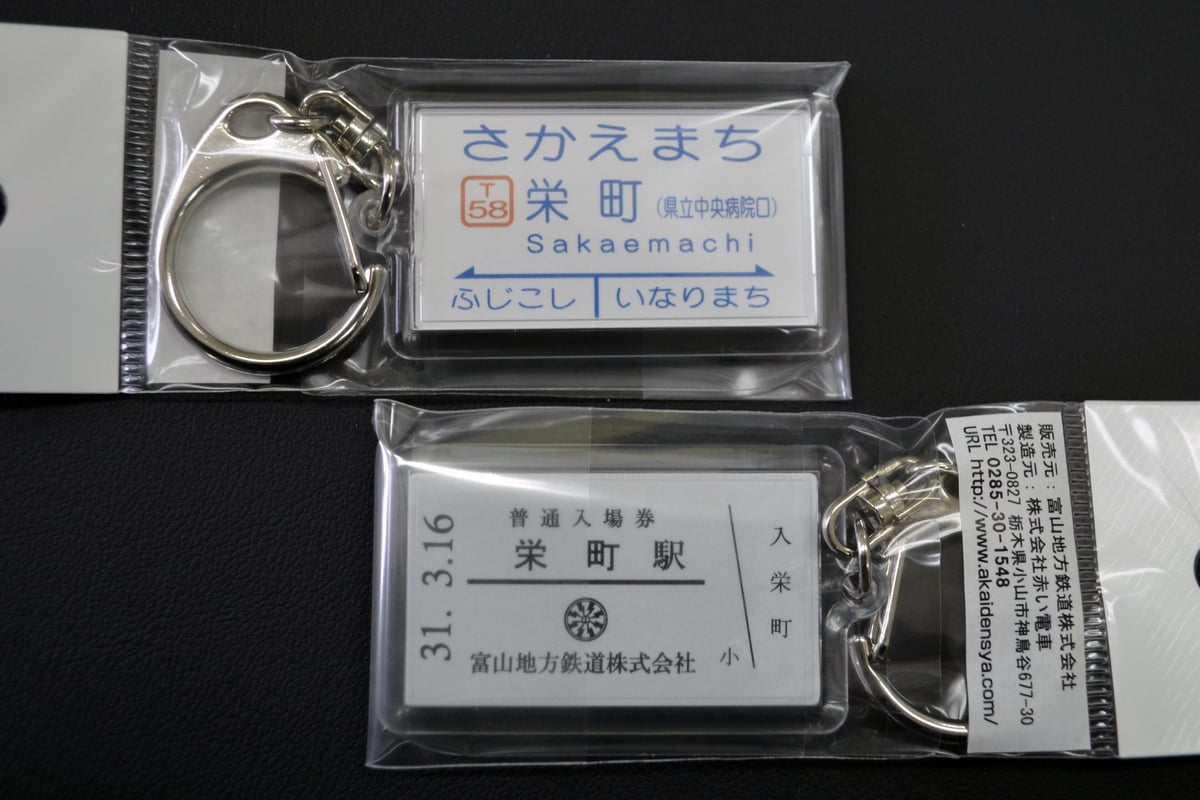 さかえまち
T
58
栄町(県立中央病院口)
Sakaemachi
ふじこし いなりまち
31. 3.16
普通入場券
栄町駅
富山地方鉄道株式会社
小
入
栄
町
販売元:富山地方鉄道株式会社
製造元:株式会社赤い電車
〒323-0827 栃木県小山市神鳥谷677-30
TEL 0285-30-1548
URL http://www.akaidensya.com/